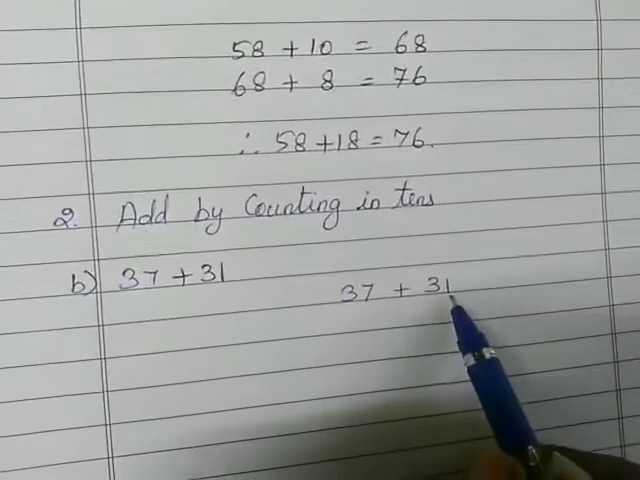 58 + 10 = 68
68 + 8 = 76
∴ 58 + 18 = 76.
2. Add by Counting in tens
b) 37 + 31
37 + 31